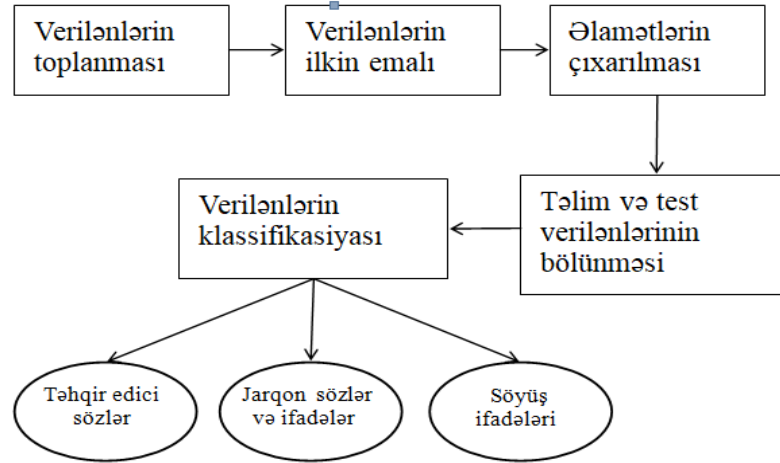 Verilənlərin
toplanması
Verilənlərin
ilkin emalı
Əlamətlərin
çıxarılması
Təlim və test
verilənlərinin
bölünməsi
Verilənlərin
klassifikasiyası
Təhqir edici
sözlər
Jarqon sözlər
və ifadələr
Söyüş
ifadələri